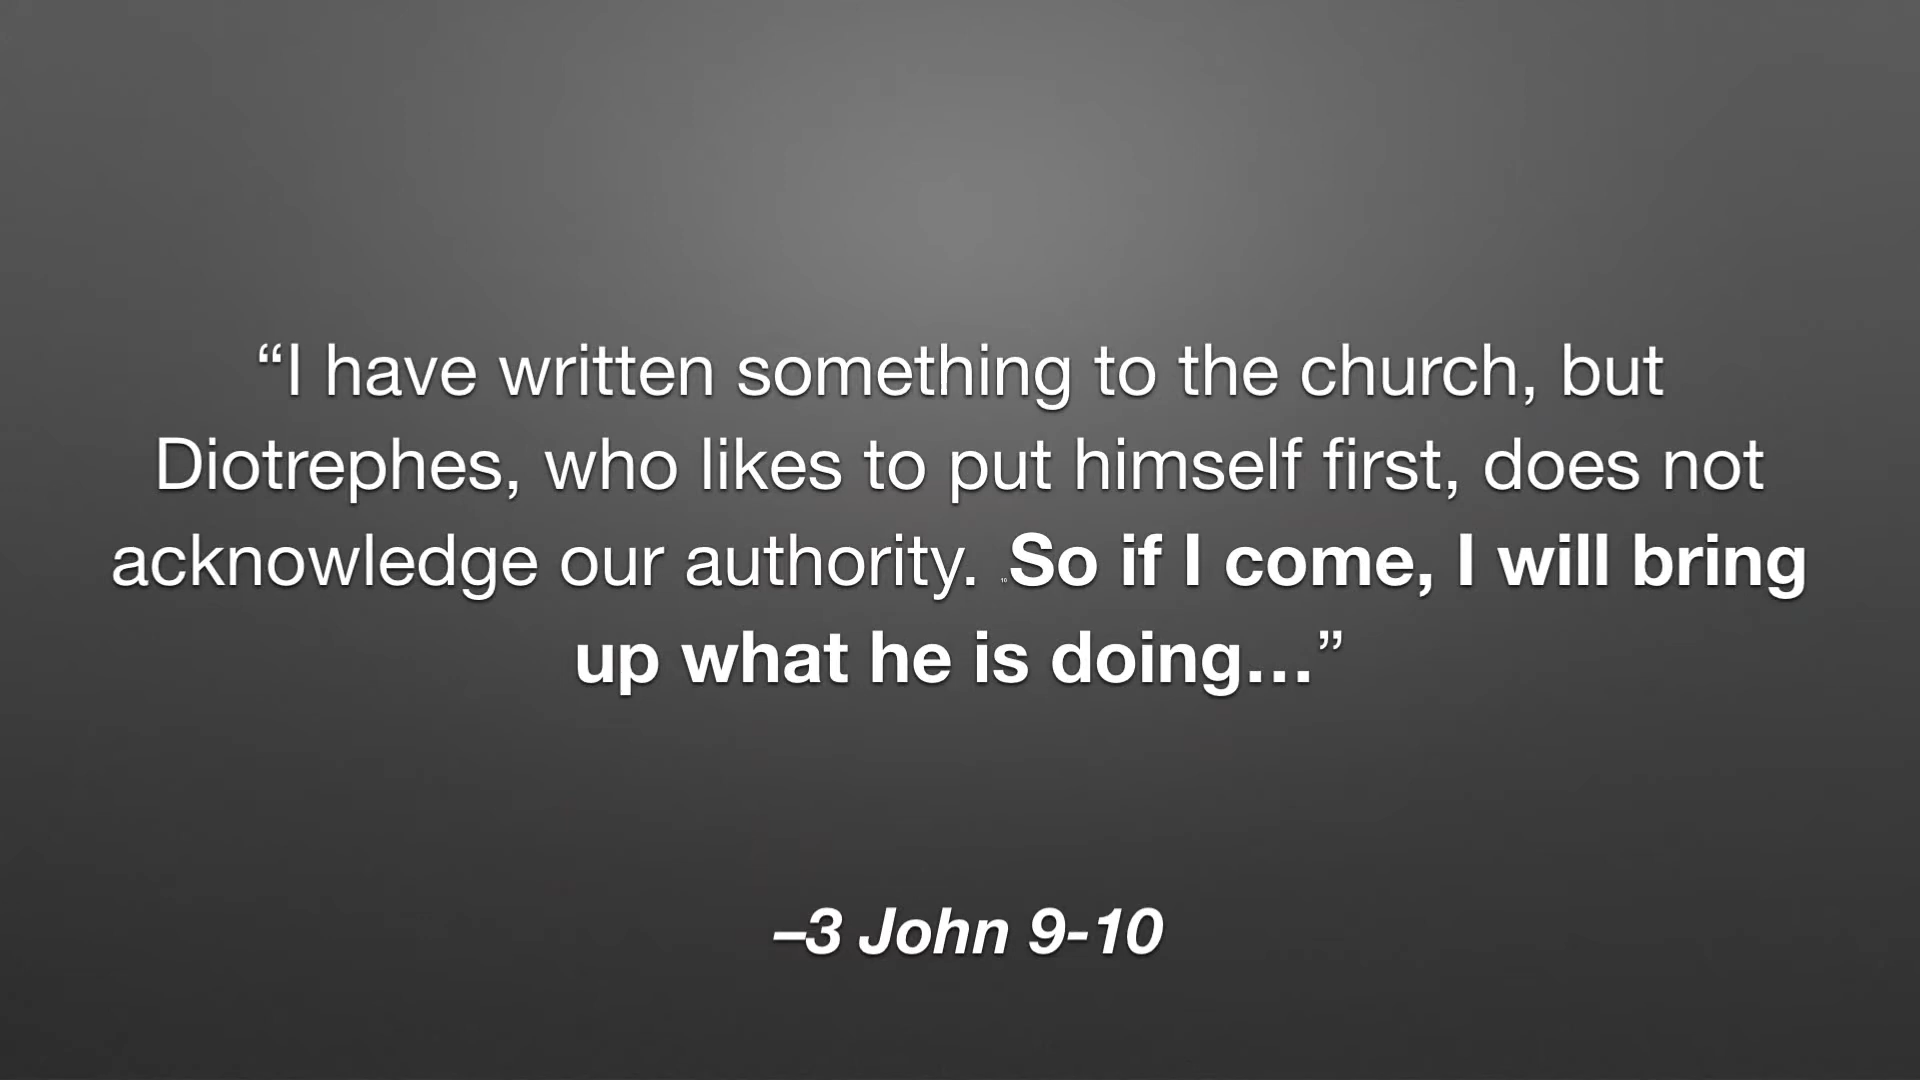 “I have written something to the church, but
Diotrephes, who likes to put himself first, does not
acknowledge our authority. 10 So if I come, I will bring
up what he is doing…”
–3 John 9-10